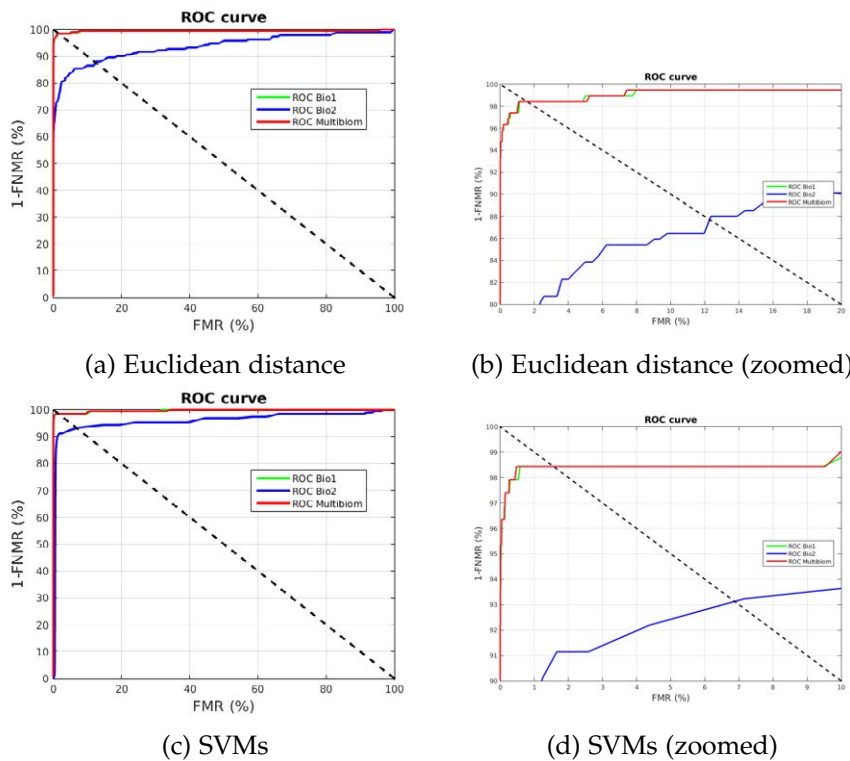 ROC curve
1-FNMR (%)
100
90
80
70
60
50
40
30
20
10
0
ROC Bio1
ROC Bio2
ROC Multibiom
0 20 40 60 80 100
FMR (%)
(a) Euclidean distance
ROC curve
1-FNMR (%)
100
98
96
94
92
90
88
86
84
82
80
ROC Bio1
ROC Bio2
ROC Multibiom
0 2 4 6 8 10 12 14 16 18 20
FMR (%)
(b) Euclidean distance (zoomed)
ROC curve
1-FNMR (%)
100
90
80
70
60
50
40
30
20
10
0
ROC Bio1
ROC Bio2
ROC Multibiom
0 20 40 60 80 100
FMR (%)
(c) SVMs
ROC curve
1-FNMR (%)
100
99
98
97
96
95
94
93
92
91
90
ROC Bio1
ROC Bio2
ROC Multibiom
0 1 2 3 4 5 6 7 8 9 10
FMR (%)
(d) SVMs (zoomed)